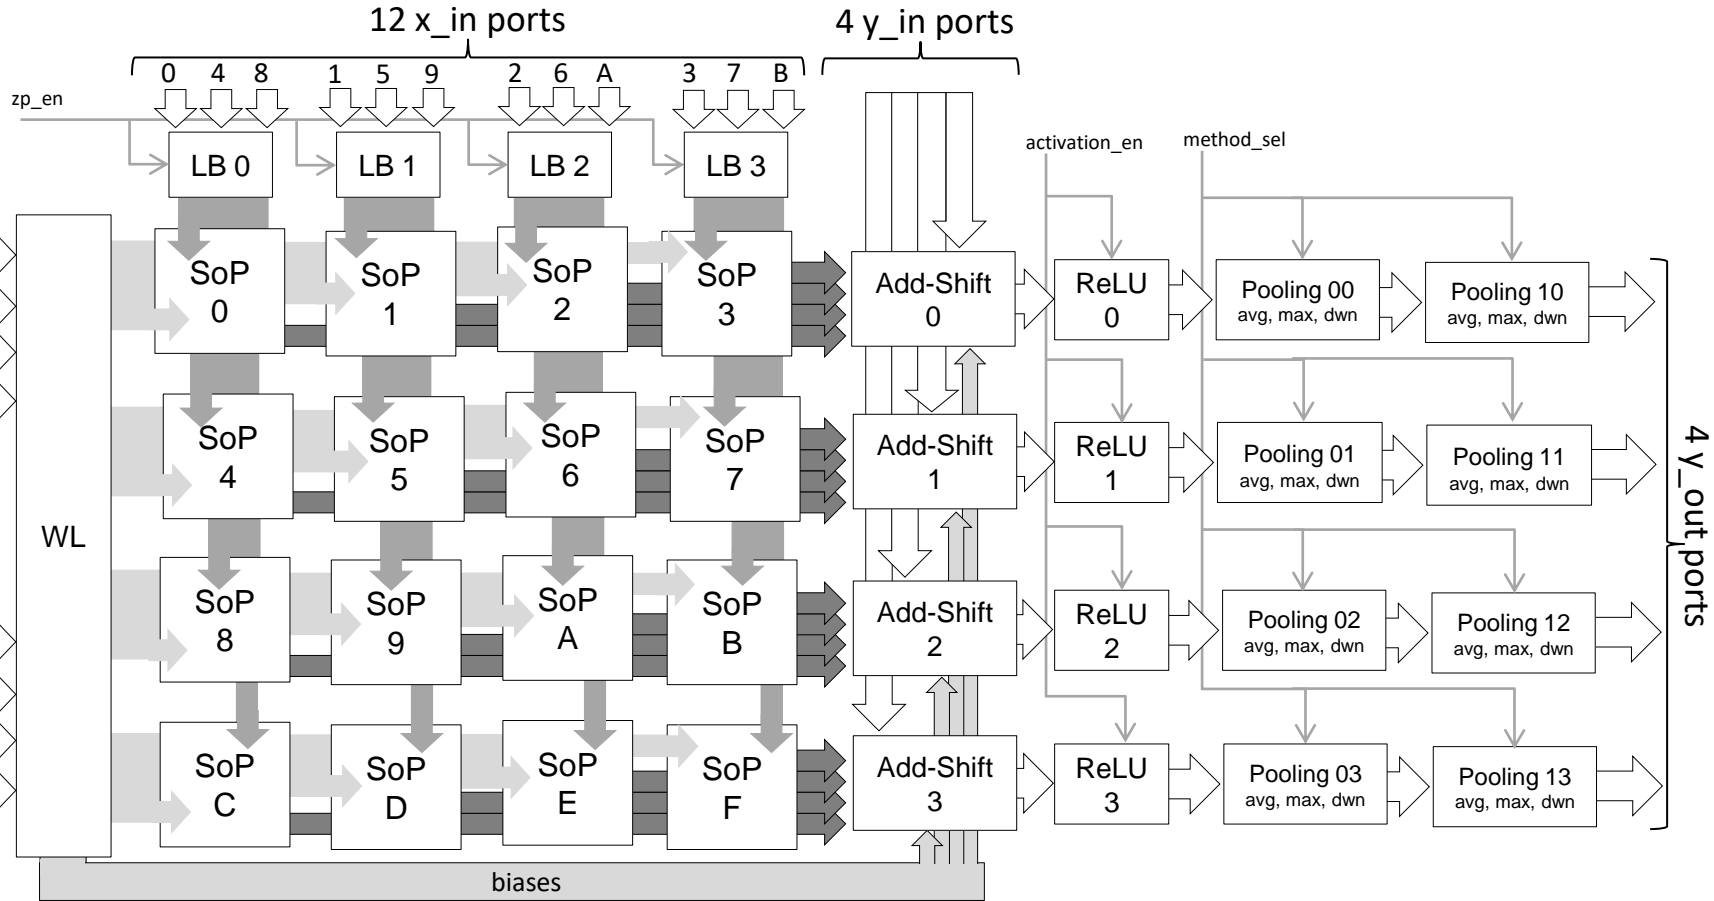 12 x_in ports
4 y_in ports
0 4 8 1 5 9 2 6 A 3 7 B
zp_en
activation_en
method_sel
LB 0
LB 1
LB 2
LB 3
WL
SoP
0
SoP
1
SoP
2
SoP
3
Add-Shift
0
ReLU
0
Pooling 00
avg, max, dwn
Pooling 10
avg, max, dwn
SoP
4
SoP
5
SoP
6
SoP
7
Add-Shift
1
ReLU
1
Pooling 01
avg, max, dwn
Pooling 11
avg, max, dwn
SoP
8
SoP
9
SoP
A
SoP
B
Add-Shift
2
ReLU
2
Pooling 02
avg, max, dwn
Pooling 12
avg, max, dwn
SoP
C
SoP
D
SoP
E
SoP
F
Add-Shift
3
ReLU
3
Pooling 03
avg, max, dwn
Pooling 13
avg, max, dwn
4 y_out ports
biases